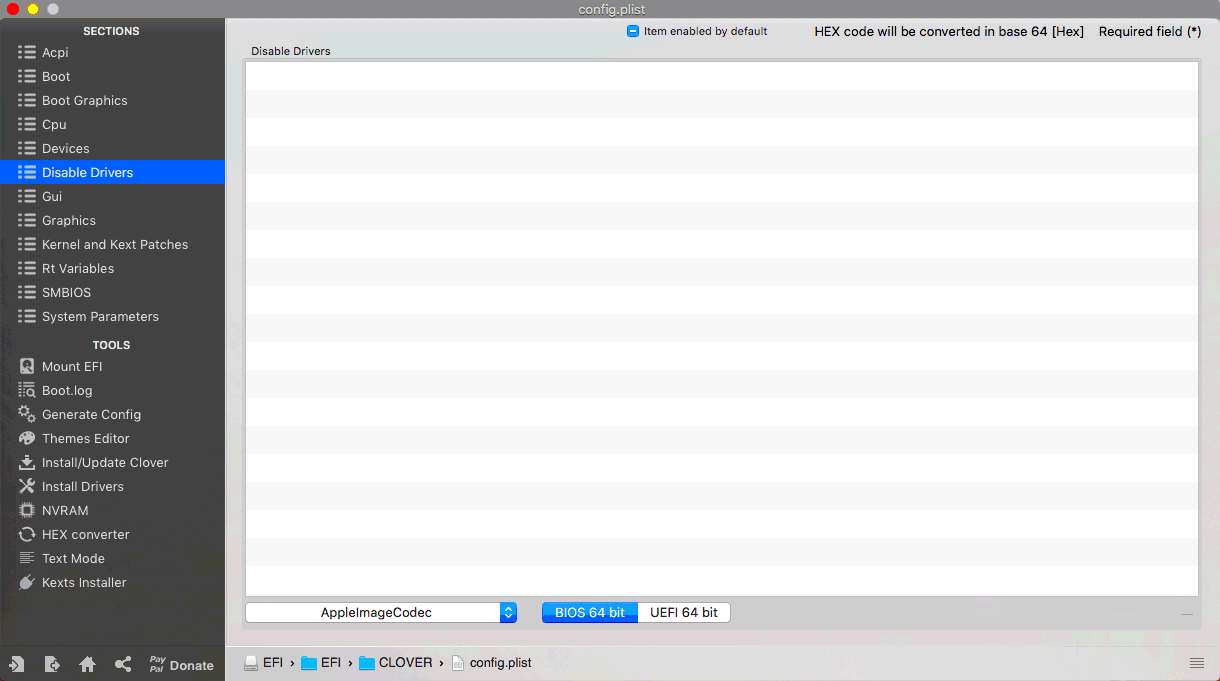 config.plist
SECTIONS
Acpi
Boot
Boot Graphics
Cpu
Devices
Disable Drivers
Gui
Graphics
Kernel and Kext Patches
Rt Variables
SMBIOS
System Parameters
TOOLS
Mount EFI
Boot.log
Generate Config
Themes Editor
Install/Update Clover
Install Drivers
NVRAM
HEX converter
Text Mode
Kexts Installer
Pay
Pal
Donate
Item enabled by default
HEX code will be converted in base 64 [Hex]
Required field (*)
Disable Drivers
AppleImageCodec
BIOS 64 bit
UEFI 64 bit
EFI › EFI › CLOVER › config.plist